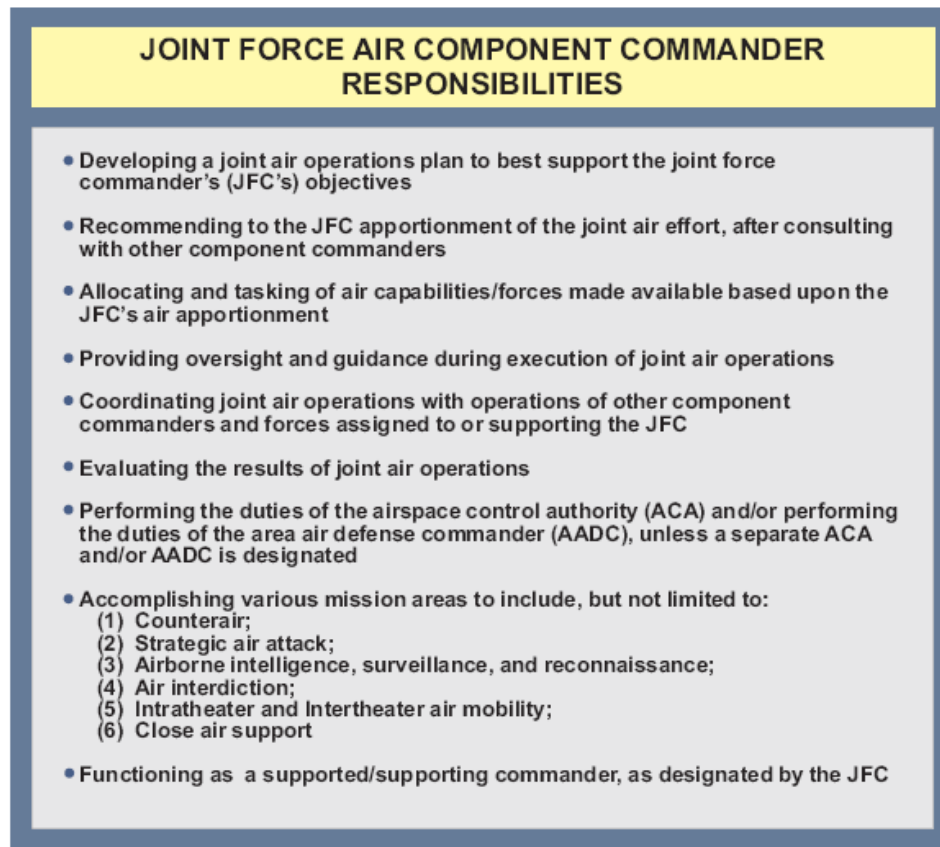 JOINT FORCE AIR COMPONENT COMMANDER
RESPONSIBILITIES
• Developing a joint air operations plan to best support the joint force
commander's (JFC's) objectives
• Recommending to the JFC apportionment of the joint air effort, after consulting
with other component commanders
• Allocating and tasking of air capabilities/forces made available based upon the
JFC's air apportionment
• Providing oversight and guidance during execution of joint air operations
• Coordinating joint air operations with operations of other component
commanders and forces assigned to or supporting the JFC
• Evaluating the results of joint air operations
• Performing the duties of the airspace control authority (ACA) and/or performing
the duties of the area air defense commander (AADC), unless a separate ACA
and/or AADC is designated
• Accomplishing various mission areas to include, but not limited to:
(1) Counterair;
(2) Strategic air attack;
(3) Airborne intelligence, surveillance, and reconnaissance;
(4) Air interdiction;
(5) Intratheater and Intertheater air mobility;
(6) Close air support
• Functioning as a supported/supporting commander, as designated by the JFC